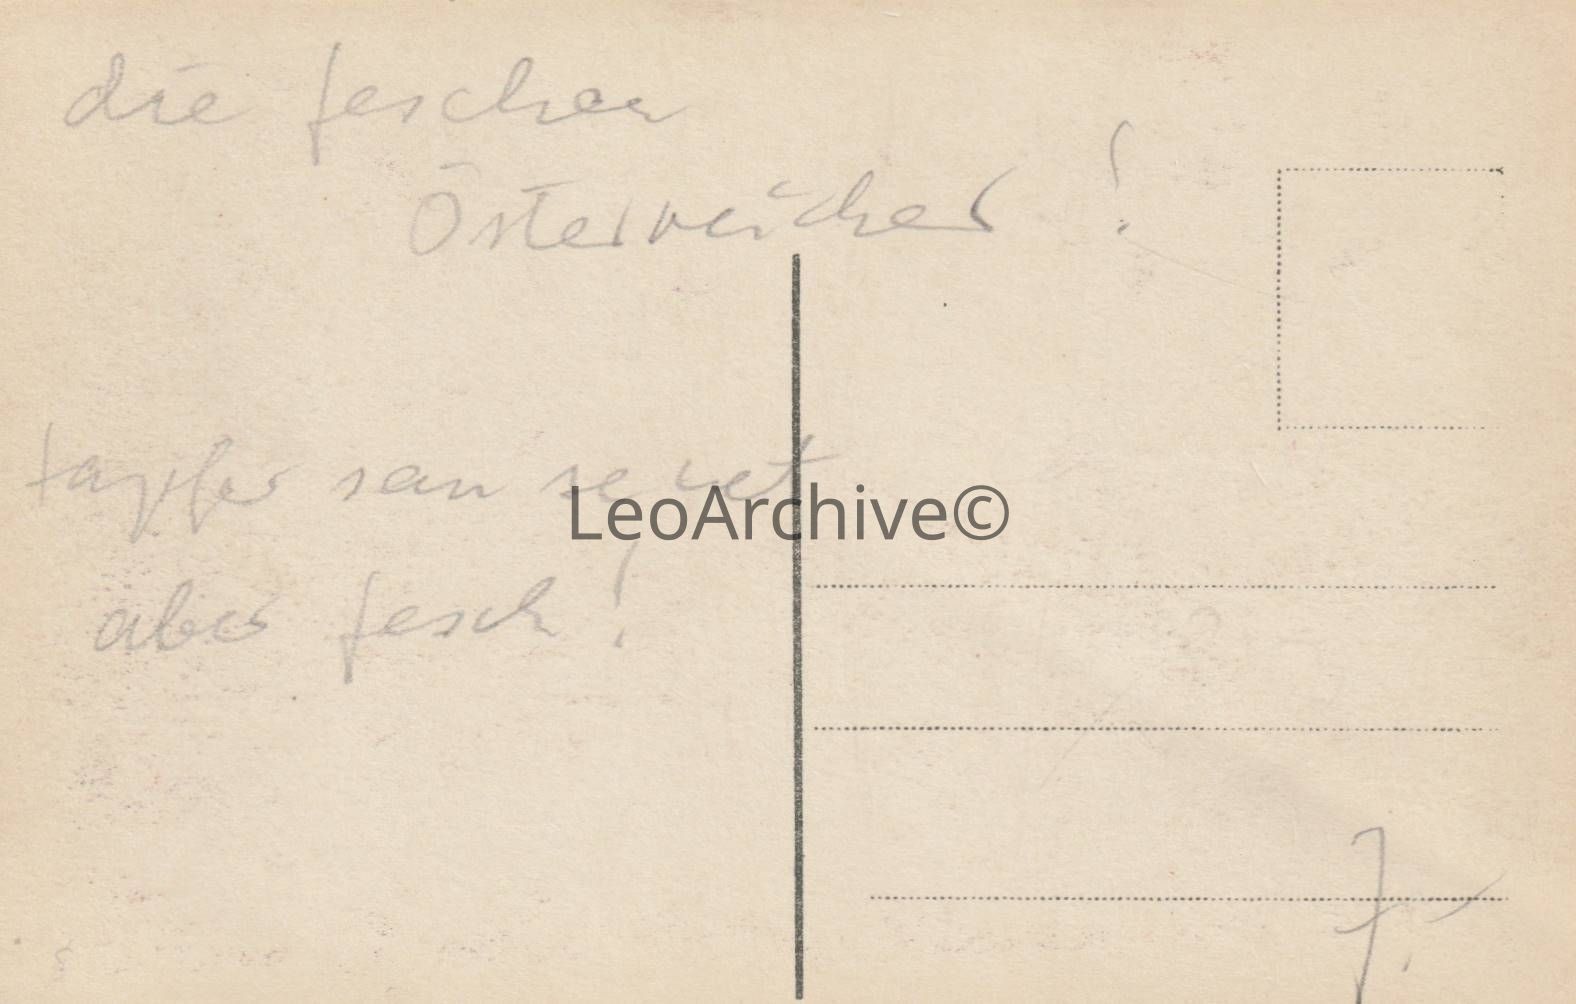 die feschen
Österreicher !
tapfer san se net
LeoArchive©
aber fesch !